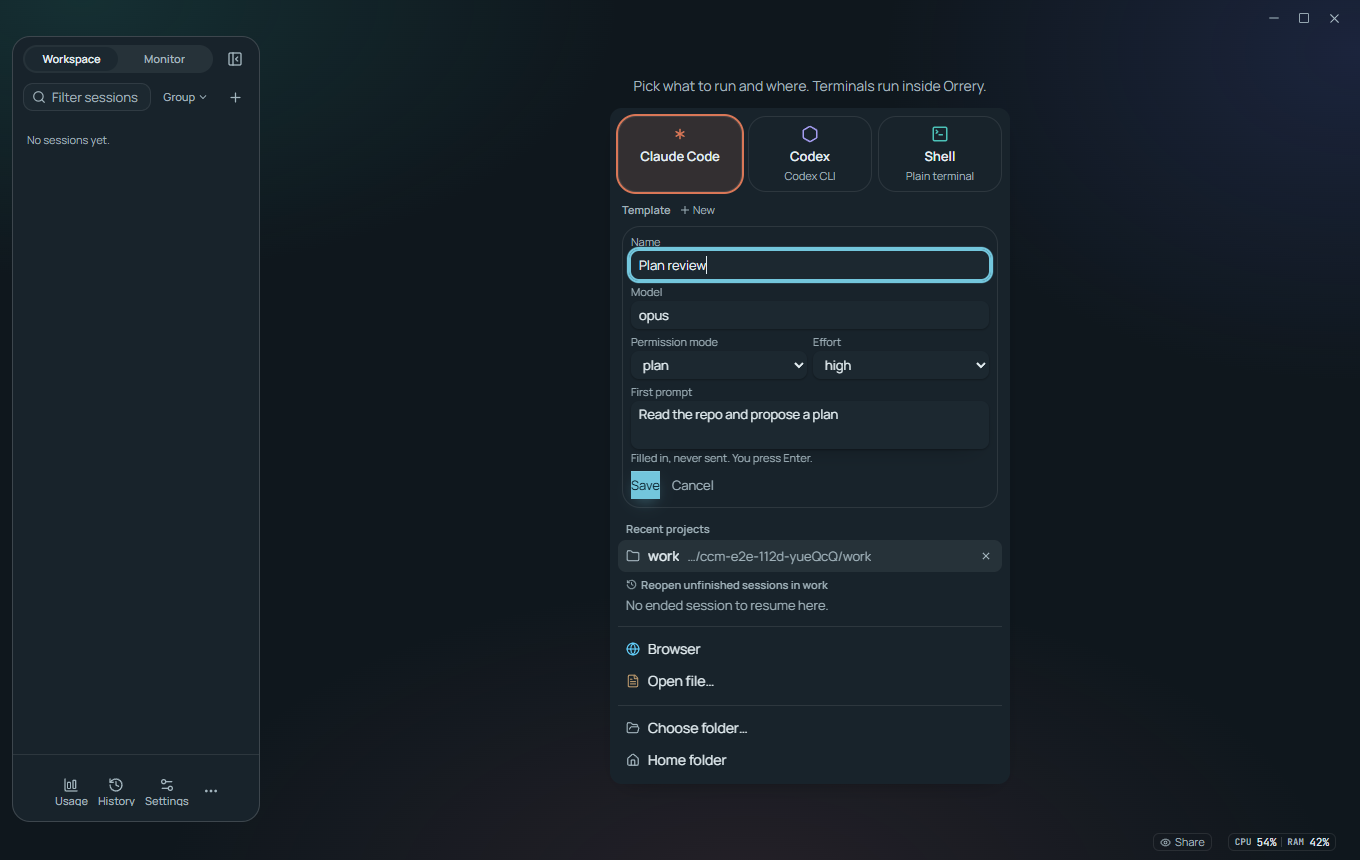 Workspace Monitor
Filter sessions Group
No sessions yet.
Usage History Settings
Pick what to run and where. Terminals run inside Orrery.
Claude Code
Codex
Codex CLI
Shell
Plain terminal
Template + New
Name
Plan review
Model
opus
Permission mode Effort
plan high
First prompt
Read the repo and propose a plan
Filled in, never sent. You press Enter.
Save Cancel
Recent projects
work …/ccm-e2e-112d-yueQcQ/work
Reopen unfinished sessions in work
No ended session to resume here.
Browser
Open file…
Choose folder…
Home folder
Share CPU 54% RAM 42%